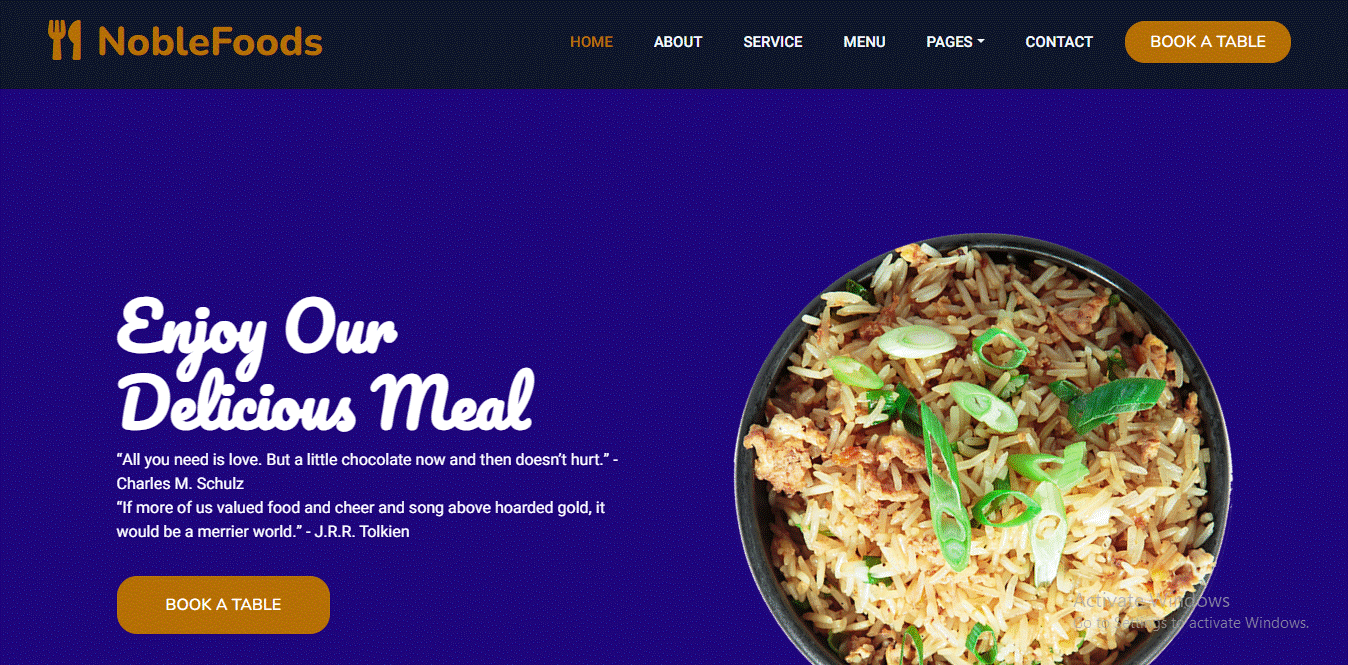 NobleFoods
HOME ABOUT SERVICE MENU PAGES CONTACT BOOK A TABLE
Enjoy Our
Delicious Meal
“All you need is love. But a little chocolate now and then doesn’t hurt.” -
Charles M. Schulz
“If more of us valued food and cheer and song above hoarded gold, it
would be a merrier world.” - J.R.R. Tolkien
BOOK A TABLE
Activate Windows
Go to Settings to activate Windows.